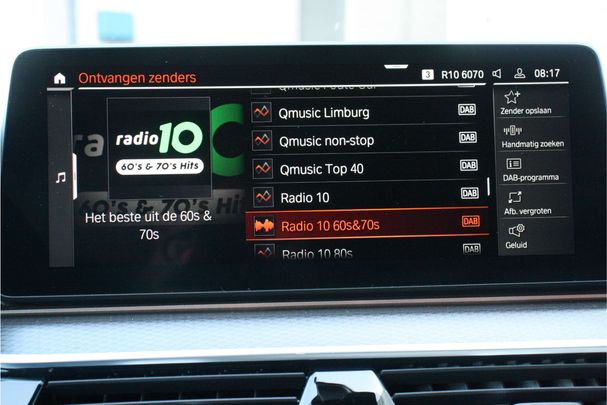 Ontvangen zenders
3 R10 6070 08:17
radio 10
60's & 70's Hits
Het beste uit de 60s &
70s
Qmusic Limburg DAB
Qmusic non-stop DAB
Qmusic Top 40 DAB
Radio 10 DAB
Radio 10 60s&70s DAB
Radio 10 80s DAB
Zender opslaan
Handmatig zoeken
DAB-programma
Afb. vergroten
Geluid